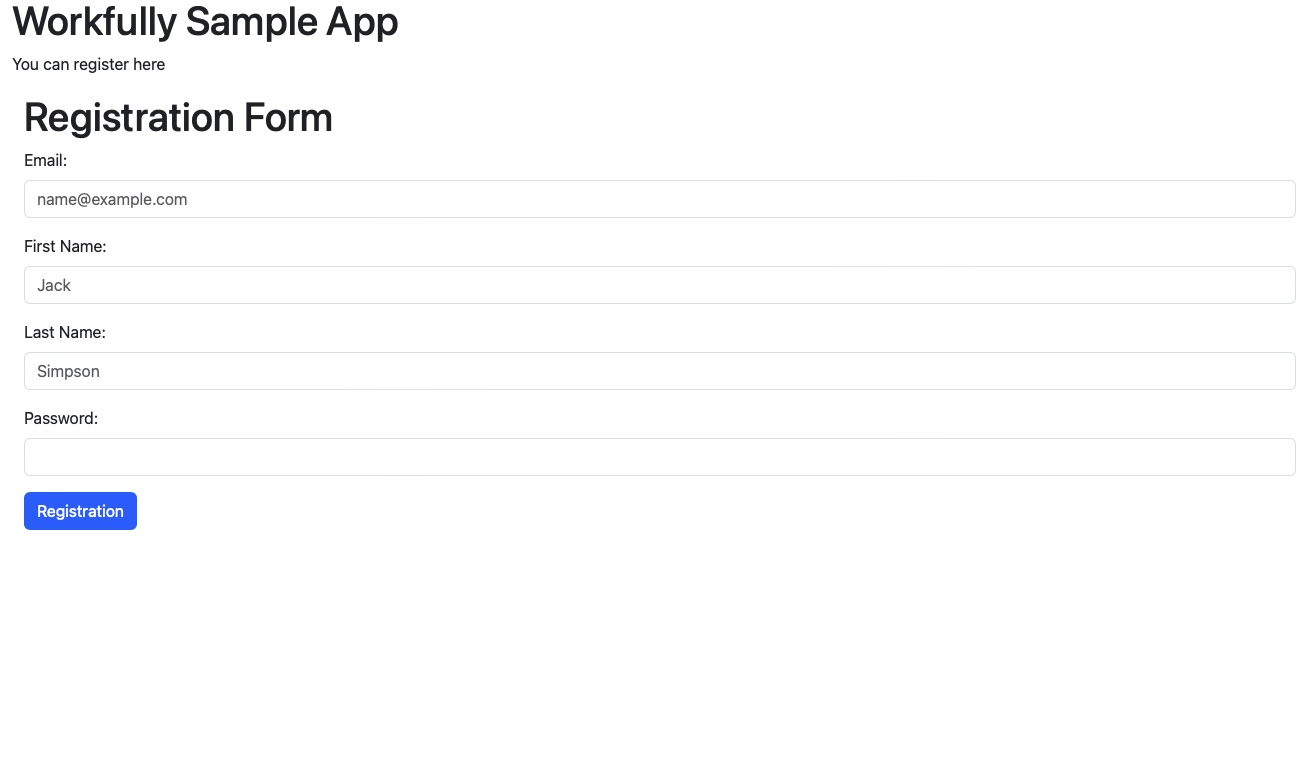 Workfully Sample App
You can register here
Registration Form
Email:
name@example.com
First Name:
Jack
Last Name:
Simpson
Password:
Registration